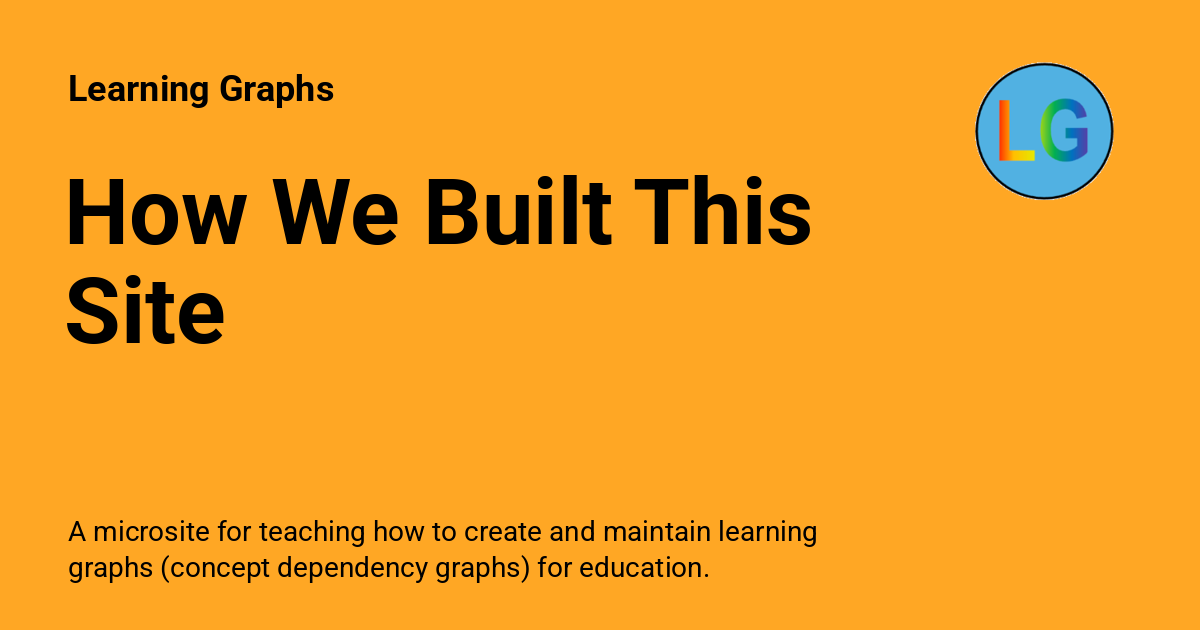 Learning Graphs
LG
How We Built This
Site
A microsite for teaching how to create and maintain learning
graphs (concept dependency graphs) for education.